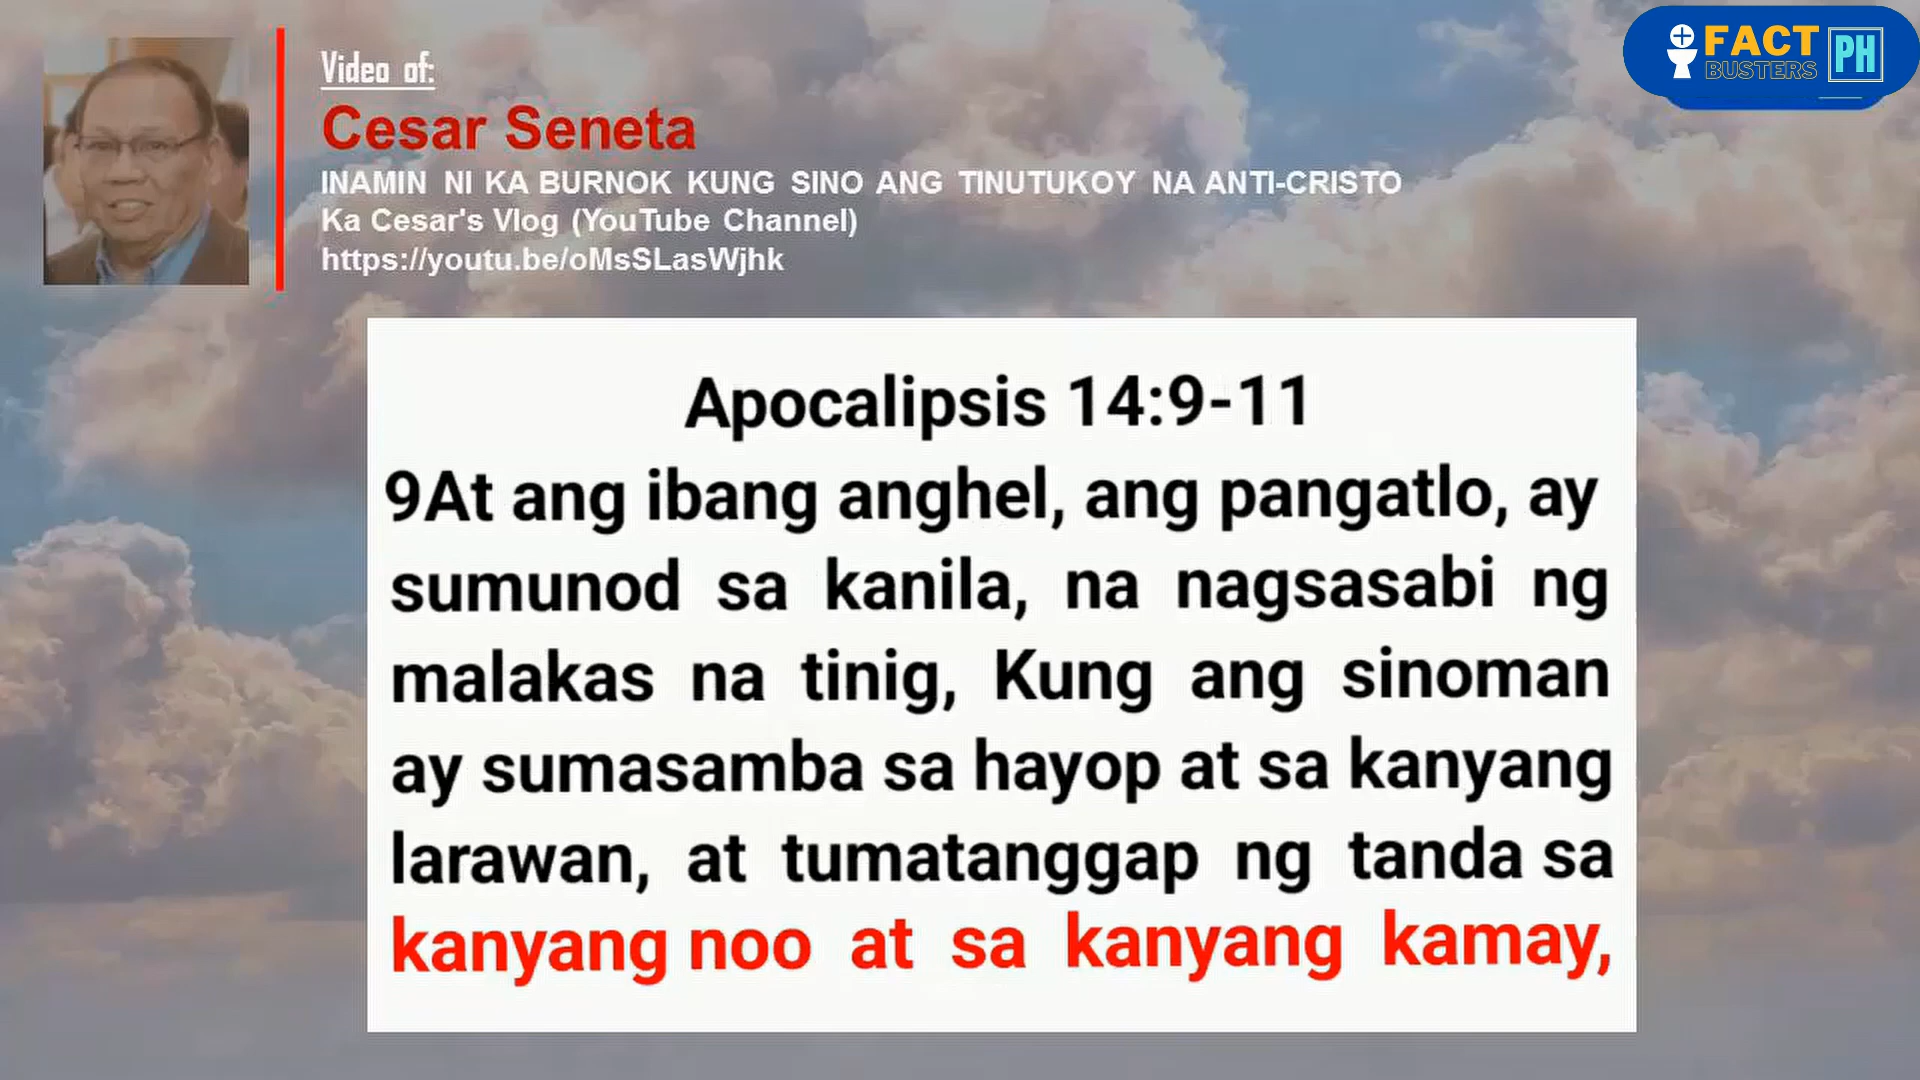 Video of:
Cesar Seneta
INAMIN NI KA BURNOK KUNG SINO ANG TINUTUKOY NA ANTI-CRISTO
Ka Cesar's Vlog (YouTube Channel)
https://youtu.be/oMsSLasWjhk
FACT
BUSTERS
PH
Apocalipsis 14:9-11
9At ang ibang anghel, ang pangatlo, ay
sumunod sa kanila, na nagsasabi ng
malakas na tinig, Kung ang sinoman
ay sumasamba sa hayop at sa kanyang
larawan, at tumatanggap ng tanda sa
kanyang noo at sa kanyang kamay,